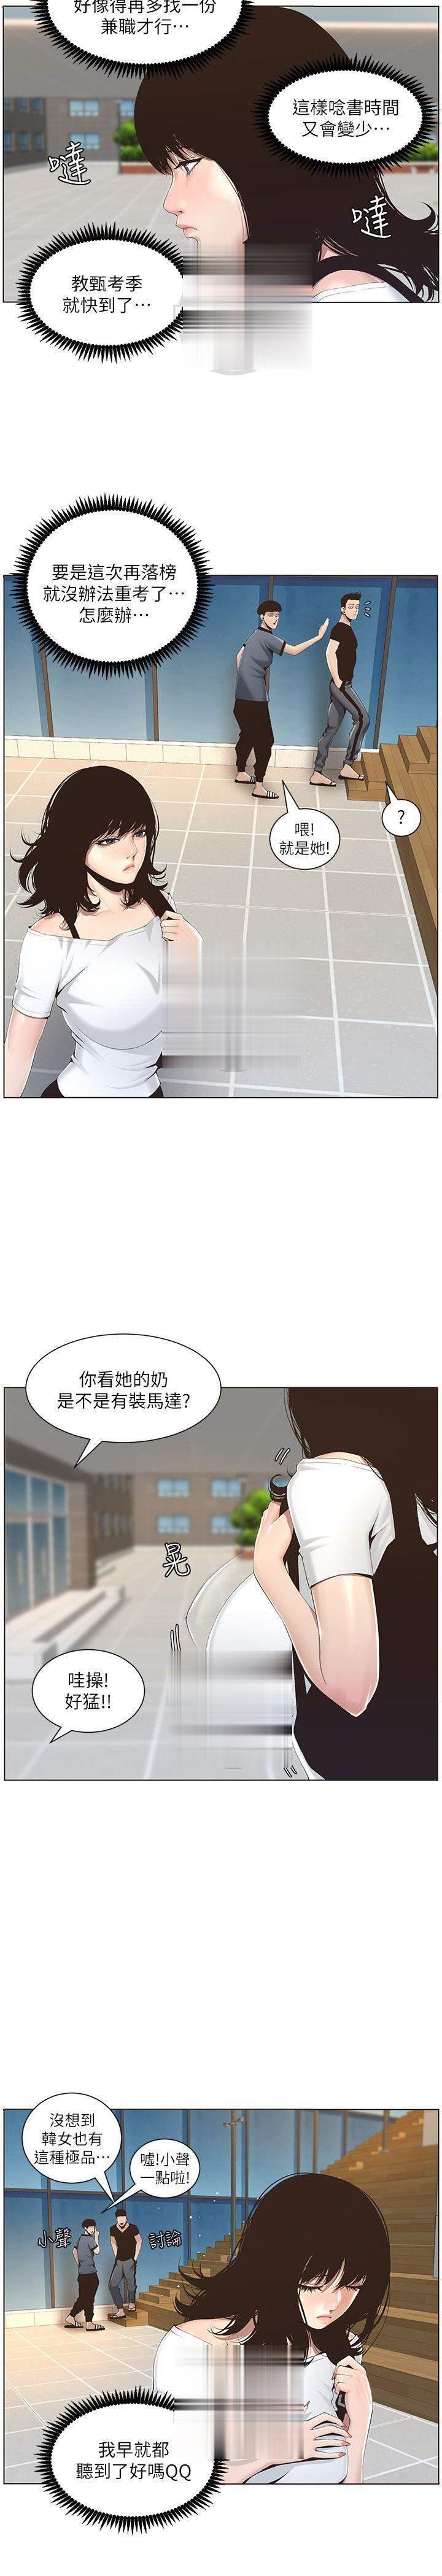 好像得再多找一份
兼職才行…
這樣唸書時間
又會變少…
噠
噠
教甄考季
就快到了…
要是這次再落榜
就沒辦法重考了…
怎麼辦…
喂!
就是她!
?
你看她的奶
是不是有裝馬達?
晃
哇操!
好猛!!
沒想到
韓女也有
這種極品…
噓!小聲
一點啦!
小聲
討論
我早就都
聽到了好嗎QQ